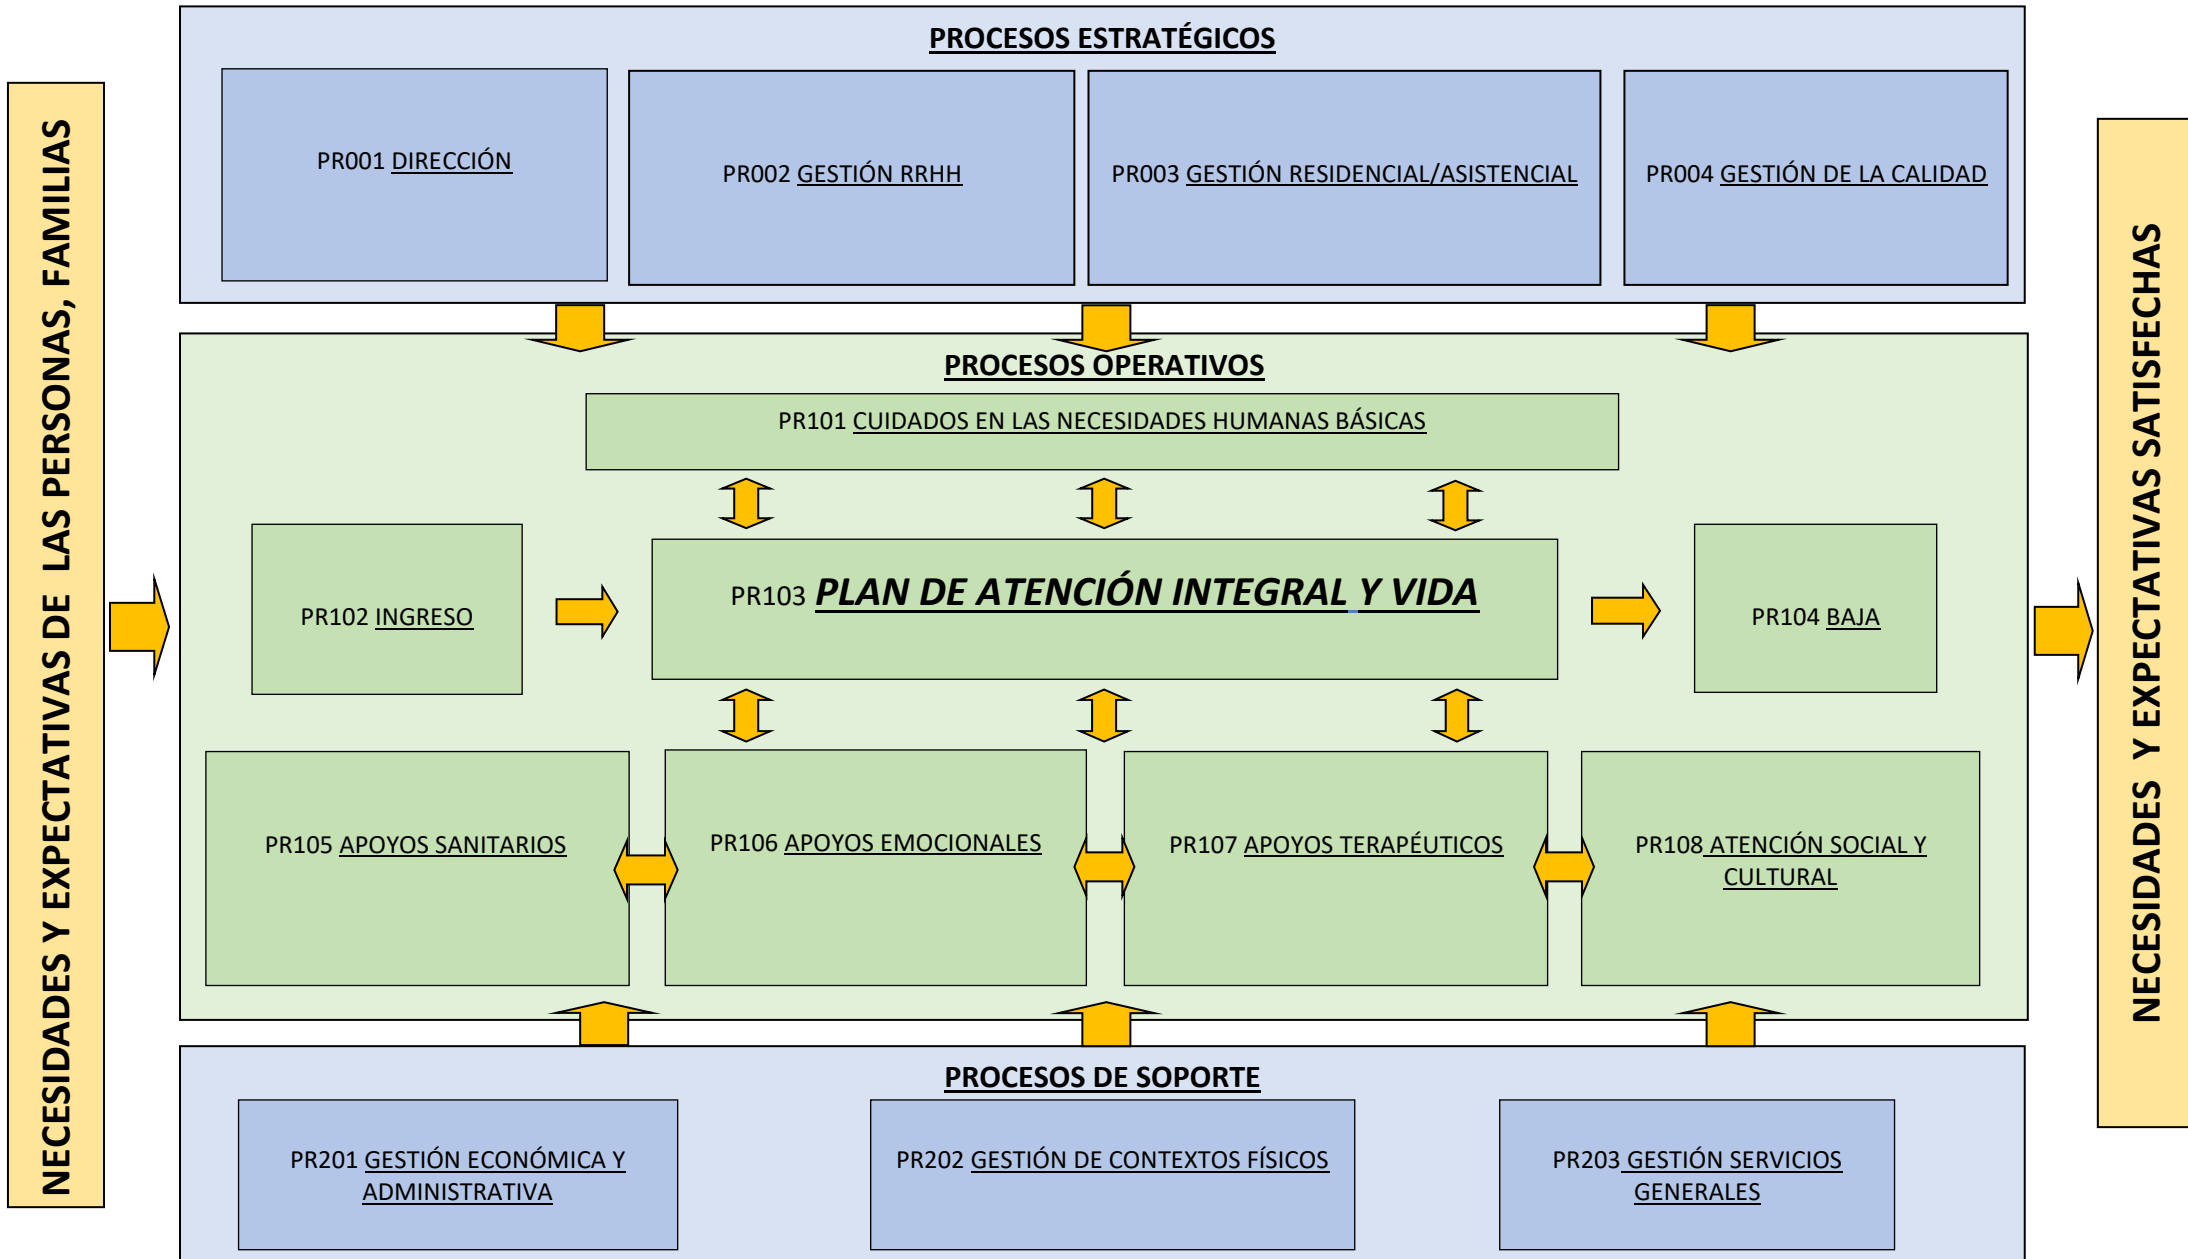 PROCESOS ESTRATÉGICOS
NECESIDADES Y EXPECTATIVAS DE LAS PERSONAS, FAMILIAS
PR001 DIRECCIÓN
PR002 GESTIÓN RRHH
PR003 GESTIÓN RESIDENCIAL/ASISTENCIAL
PR004 GESTIÓN DE LA CALIDAD
NECESIDADES Y EXPECTATIVAS SATISFECHAS
PROCESOS OPERATIVOS
PR101 CUIDADOS EN LAS NECESIDADES HUMANAS BÁSICAS
PR102 INGRESO
PR103 PLAN DE ATENCIÓN INTEGRAL Y VIDA
PR104 BAJA
PR105 APOYOS SANITARIOS
PR106 APOYOS EMOCIONALES
PR107 APOYOS TERAPÉUTICOS
PR108 ATENCIÓN SOCIAL Y
CULTURAL
PROCESOS DE SOPORTE
PR201 GESTIÓN ECONÓMICA Y
ADMINISTRATIVA
PR202 GESTIÓN DE CONTEXTOS FÍSICOS
PR203 GESTIÓN SERVICIOS
GENERALES